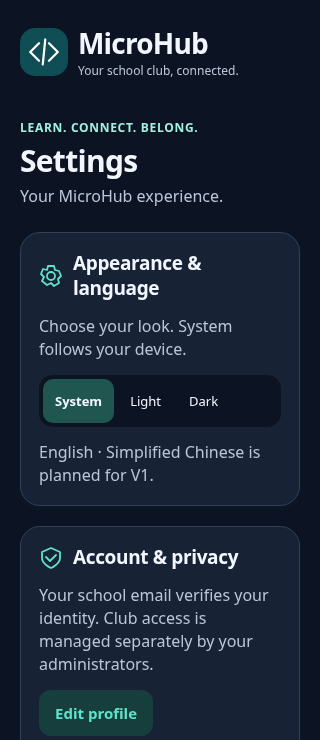 MicroHub
Your school club, connected.
LEARN. CONNECT. BELONG.
Settings
Your MicroHub experience.
Appearance &
language
Choose your look. System
follows your device.
System Light Dark
English · Simplified Chinese is
planned for V1.
Account & privacy
Your school email verifies your
identity. Club access is
managed separately by your
administrators.
Edit profile